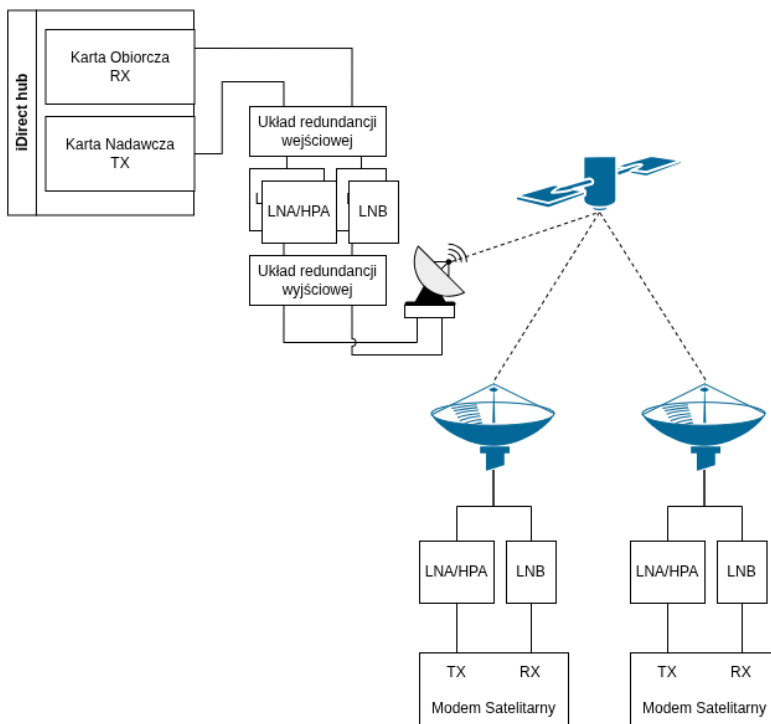 iDirect hub
Karta Obiorcza
RX
Karta Nadawcza
TX
Układ redundancji
wejściowej
L
LNA/HPA
LNB
Układ redundancji
wyjściowej
LNA/HPA
LNB
LNA/HPA
LNB
TX
RX
Modem Satelitarny
TX
RX
Modem Satelitarny